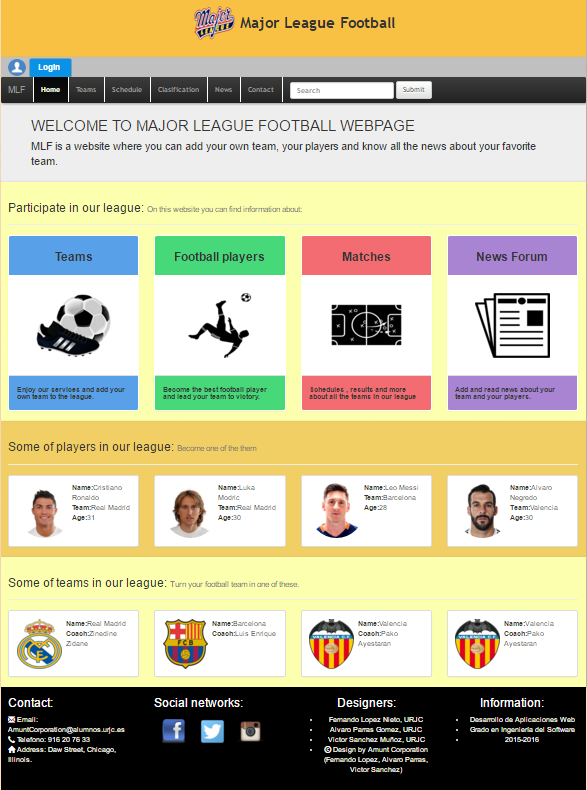 Major
LEAGUE
Major League Football
Login
MLF Home Teams Schedule Clasification News Contact Search Submit
WELCOME TO MAJOR LEAGUE FOOTBALL WEBPAGE
MLF is a website where you can add your own team, your players and know all the news about your favorite
team.
Participate in our league: On this website you can find information about:
Teams
Enjoy our services and add your
own team to the league.
Football players
Become the best football player
and lead your team to victory.
Matches
Schedules , results and more
about all the teams in our league
News Forum
Add and read news about your
team and your players.
Some of players in our league: Become one of the them
Name:Cristiano
Ronaldo
Team:Real Madrid
Age:31
Name:Luka
Modric
Team:Real Madrid
Age:30
Name:Leo Messi
Team:Barcelona
Age:28
Name:Alvaro
Negredo
Team:Valencia
Age:30
Some of teams in our league: Turn your football team in one of these.
Name:Real Madrid
Coach:Zinedine
Zidane
FCB
Name:Barcelona
Coach:Luis Enrique
VALENCIA C.F.
Name:Valencia
Coach:Pako
Ayestaran
VALENCIA C.F.
Name:Valencia
Coach:Pako
Ayestaran
Contact:
Email:
AmuntCorporation@alumnos.urjc.es
Telefono: 916 20 76 33
Address: Daw Street, Chicago,
Illinois.
Social networks:
Designers:
Fernando Lopez Nieto, URJC
Alvaro Parras Gomez, URJC
Victor Sanchez Muñoz, URJC
© Design by Amunt Corporation
(Fernando Lopez, Alvaro Parras,
Victor Sanchez)
Information:
Desarrollo de Aplicaciones Web
Grado en Ingeniería del Software
2015-2016